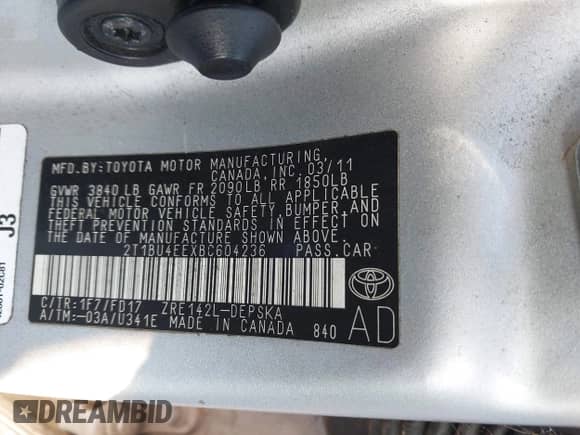 MFD.BY:TOYOTA MOTOR MANUFACTURING
CANADA, INC. 03/11
GVWR 3840 LB GAWR FR 2090LB RR 1850LB
THIS VEHICLE CONFORMS TO ALL APPLICABLE
FEDERAL MOTOR VEHICLE SAFETY, BUMPER AND
THEFT PREVENTION STANDARDS IN EFFECT ON
THE DATE OF MANUFACTURE SHOWN ABOVE.
2T1BU4EEXBC604236 PASS.CAR
C/TR:1F7/FD17 ZRE142L-DEPSKA
A/TM:-03A/U341E MADE IN CANADA 840
AD
J3
DREAMBID